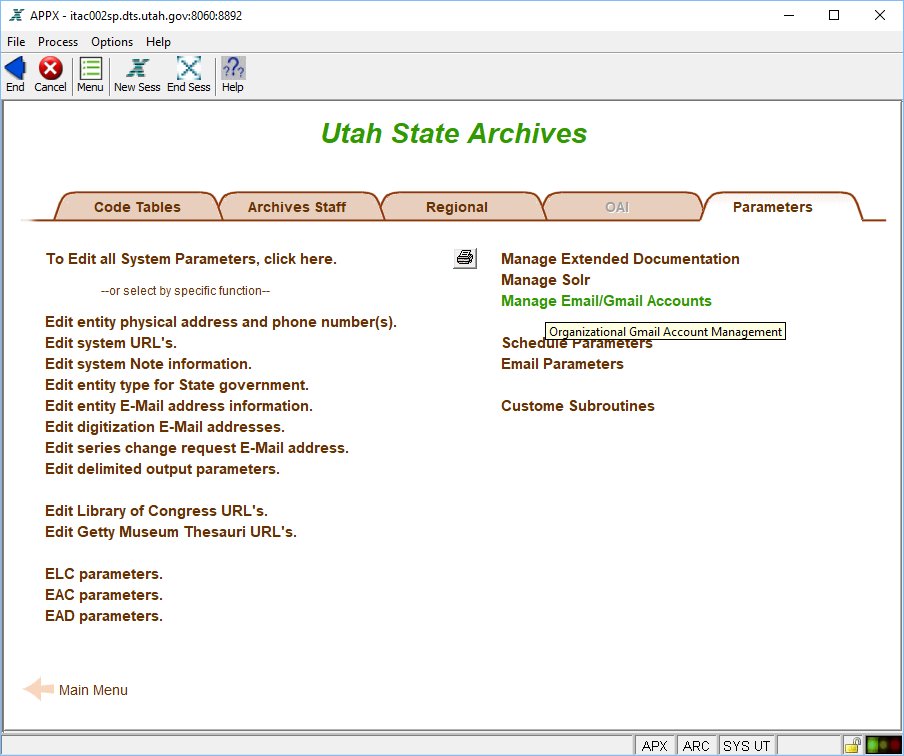 APPX - itac002sp.dts.utah.gov:8060:8892
File Process Options Help
End Cancel Menu New Sess End Sess Help
Utah State Archives
Code Tables Archives Staff Regional OAI Parameters
To Edit all System Parameters, click here.
--or select by specific function--
Edit entity physical address and phone number(s).
Edit system URL's.
Edit system Note information.
Edit entity type for State government.
Edit entity E-Mail address information.
Edit digitization E-Mail addresses.
Edit series change request E-Mail address.
Edit delimited output parameters.
Edit Library of Congress URL's.
Edit Getty Museum Thesauri URL's.
ELC parameters.
EAC parameters.
EAD parameters.
Manage Extended Documentation
Manage Solr
Manage Email/Gmail Accounts
Organizational Gmail Account Management
Schedule Parameters
Email Parameters
Custome Subroutines
Main Menu
APX ARC SYS UT